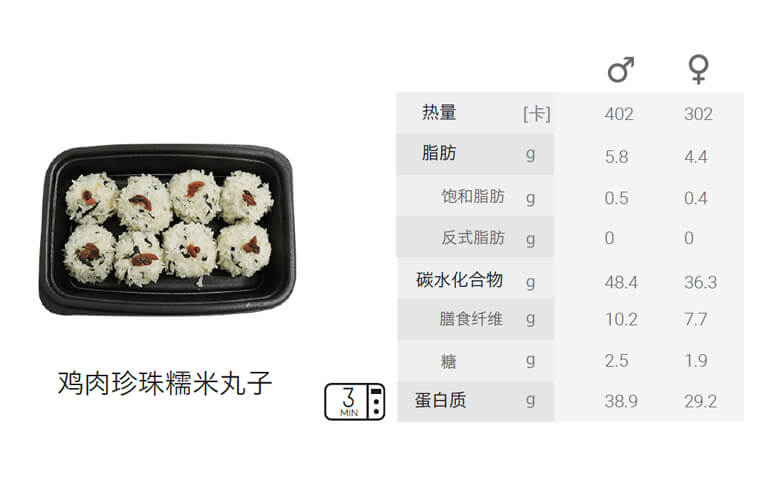 ♂ ♀
热量 [卡] 402 302
脂肪 g 5.8 4.4
饱和脂肪 g 0.5 0.4
反式脂肪 g 0 0
碳水化合物 g 48.4 36.3
膳食纤维 g 10.2 7.7
糖 g 2.5 1.9
蛋白质 g 38.9 29.2
鸡肉珍珠糯米丸子
3
MIN